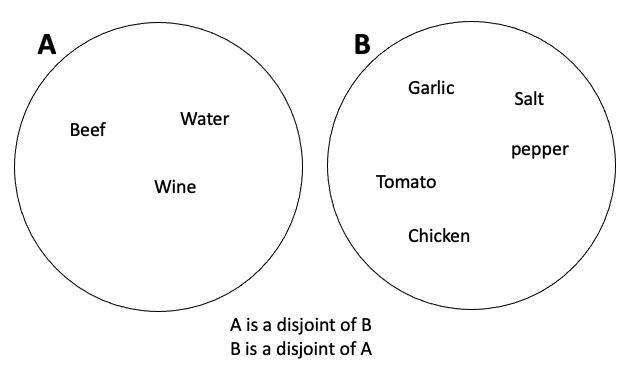 A
B
Garlic
Salt
Beef
Water
pepper
Wine
Tomato
Chicken
A is a disjoint of B
B is a disjoint of A